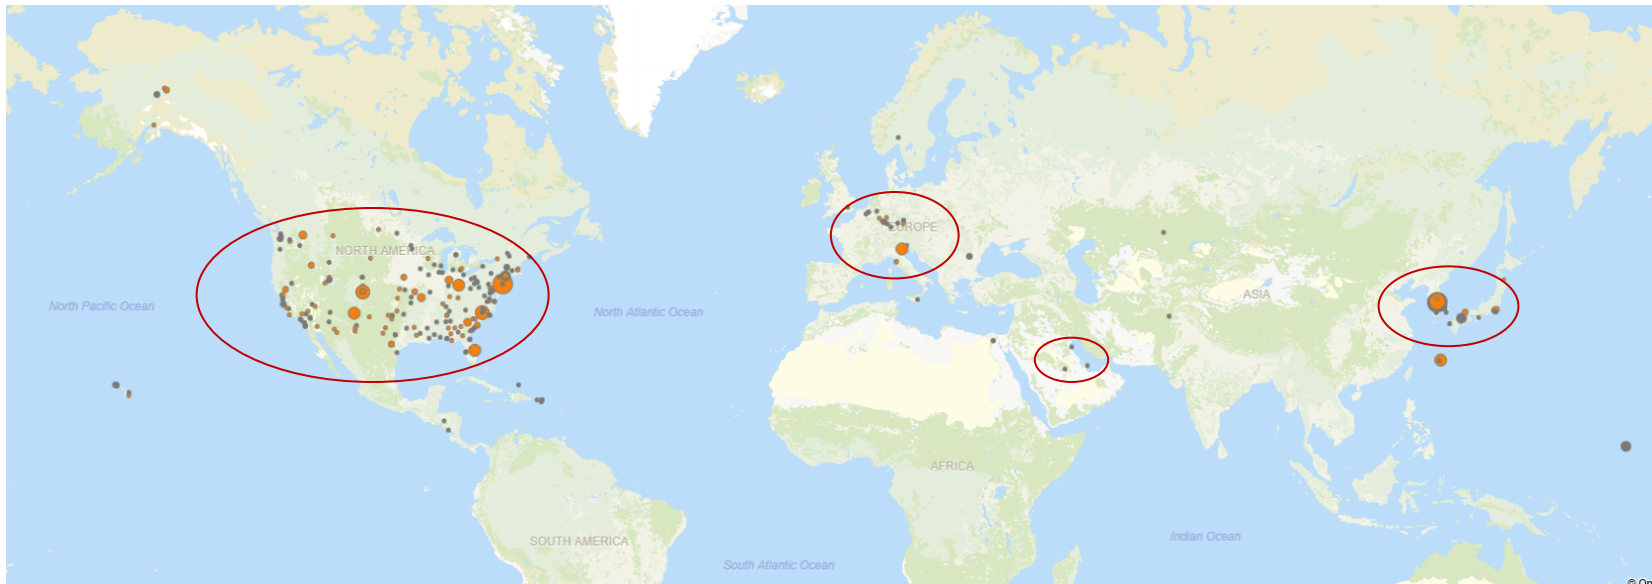 NORTH AMERICA
EUROPE
North Pacific Ocean
North Atlantic Ocean
ASIA
AFRICA
SOUTH AMERICA
Indian Ocean
South Atlantic Ocean